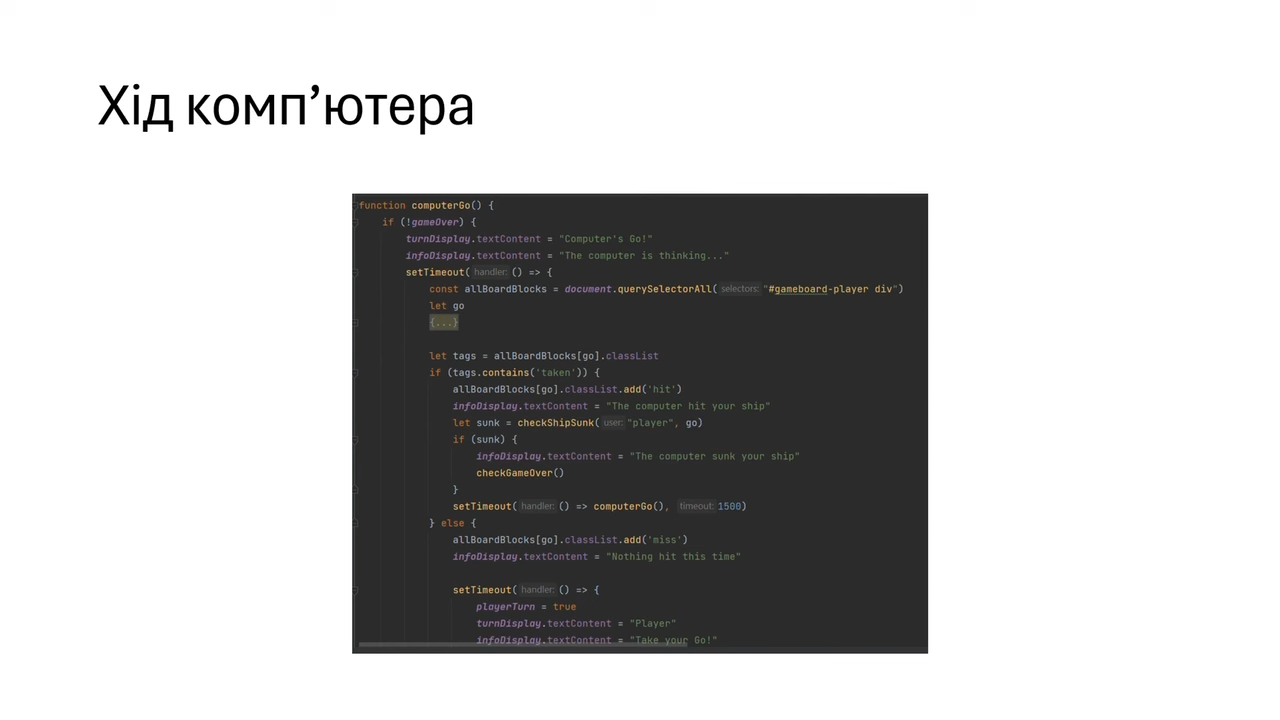 Хід комп’ютера
function computerGo() {
if (!gameOver) {
turnDisplay.textContent = "Computer's Go!"
infoDisplay.textContent = "The computer is thinking..."
setTimeout( handler: () => {
const allBoardBlocks = document.querySelectorAll( selectors: "#gameboard-player div")
let go
{...}
let tags = allBoardBlocks[go].classList
if (tags.contains('taken')) {
allBoardBlocks[go].classList.add('hit')
infoDisplay.textContent = "The computer hit your ship"
let sunk = checkShipSunk( user: "player", go)
if (sunk) {
infoDisplay.textContent = "The computer sunk your ship"
checkGameOver()
}
setTimeout( handler: () => computerGo(), timeout: 1500)
} else {
allBoardBlocks[go].classList.add('miss')
infoDisplay.textContent = "Nothing hit this time"
setTimeout( handler: () => {
playerTurn = true
turnDisplay.textContent = "Player"
infoDisplay.textContent = "Take your Go!"